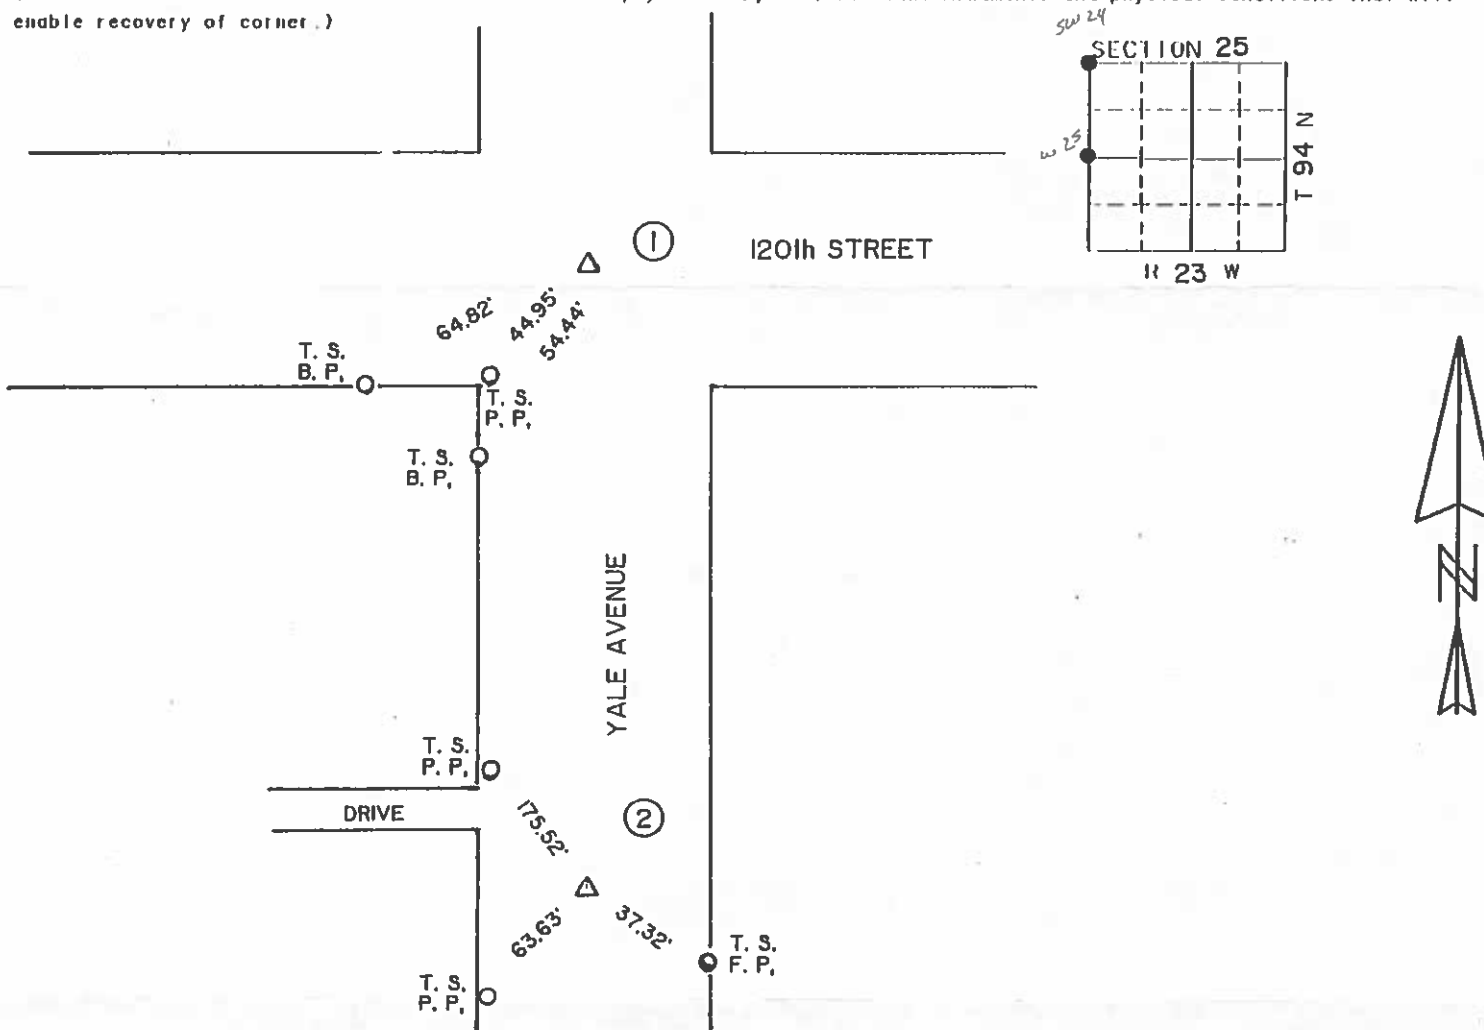 enable recovery of corner.)
SW 24
SECTION 25
W 25
T 94 N
R 23 W
1
120th STREET
64.82'
44.95'
54.44'
T. S.
B. P.
T. S.
P. P.
T. S.
B. P.
YALE AVENUE
T. S.
P. P.
DRIVE
175.52'
2
63.63'
37.32'
T. S.
F. P.
T. S.
P. P.
N